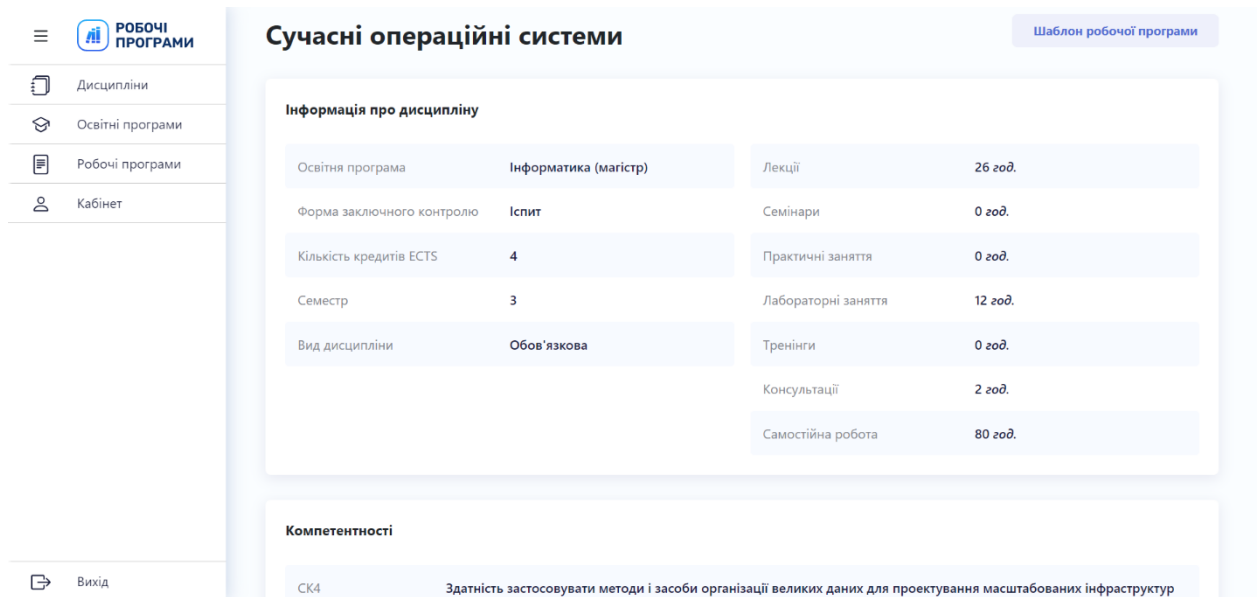 РОБОЧІ
ПРОГРАМИ
Дисципліни
Освітні програми
Робочі програми
Кабінет
Вихід
Сучасні операційні системи
Шаблон робочої програми
Інформація про дисципліну
Освітня програма Інформатика (магістр)
Форма заключного контролю Іспит
Кількість кредитів ECTS 4
Семестр 3
Вид дисципліни Обов'язкова
Лекції 26 год.
Семінари 0 год.
Практичні заняття 0 год.
Лабораторні заняття 12 год.
Тренінги 0 год.
Консультації 2 год.
Самостійна робота 80 год.
Компетентності
СК4 Здатність застосовувати методи і засоби організації великих даних для проектування масштабованих інфраструктур